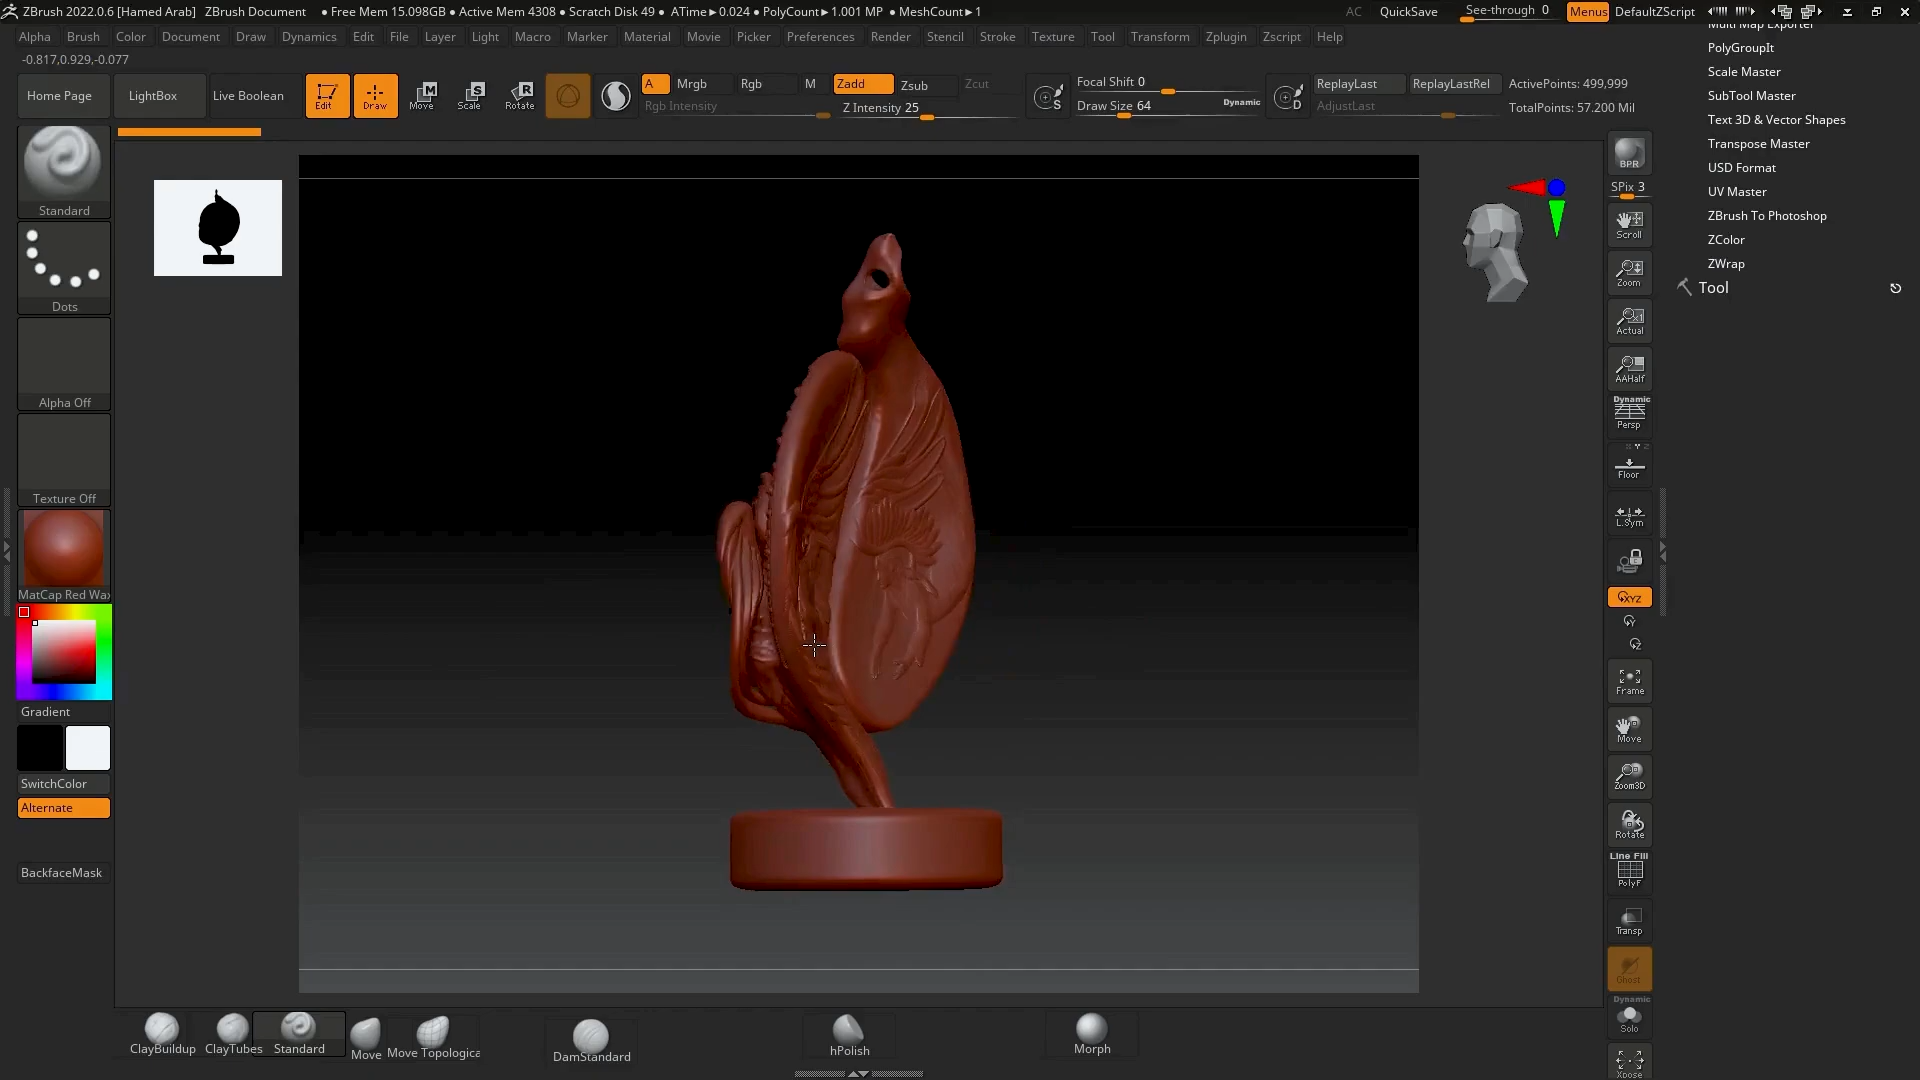 ZBrush 2022.0.6 [Hamed Arab] ZBrush Document ● Free Mem 15.098GB ● Active Mem 4308 ● Scratch Disk 49 ● ATime►0.024 ● PolyCount►1.001 MP ● MeshCount►1 AC QuickSave See-through 0 Menus DefaultZScript
Alpha Brush Color Document Draw Dynamics Edit File Layer Light Macro Marker Material Movie Picker Preferences Render Stencil Stroke Texture Tool Transform Zplugin Zscript Help
-0.817,0.929,-0.077
Home Page LightBox Live Boolean Edit Draw Move Scale Rotate A Mrgb Rgb M Zadd Zsub Zcut Focal Shift 0 ReplayLast ReplayLastRel ActivePoints: 499,999
Rgb Intensity Z Intensity 25 S Draw Size 64 Dynamic D AdjustLast TotalPoints: 57.200 Mil
Standard
Dots
Alpha Off
Texture Off
MatCap Red Wax
Gradient
SwitchColor
Alternate
BackfaceMask
BPR
SPix 3
Scroll
Zoom
Actual
AAHalf
Dynamic
Persp
Floor
L.Sym
XYZ
Y
Z
Frame
Move
Zoom3D
Rotate
Line Fill
PolyF
Transp
Ghost
Dynamic
Solo
Xpose
Multi Map Exporter
PolyGroupIt
Scale Master
SubTool Master
Text 3D & Vector Shapes
Transpose Master
USD Format
UV Master
ZBrush To Photoshop
ZColor
ZWrap
Tool
ClayBuildup ClayTubes Standard Move Move Topologica DamStandard hPolish Morph